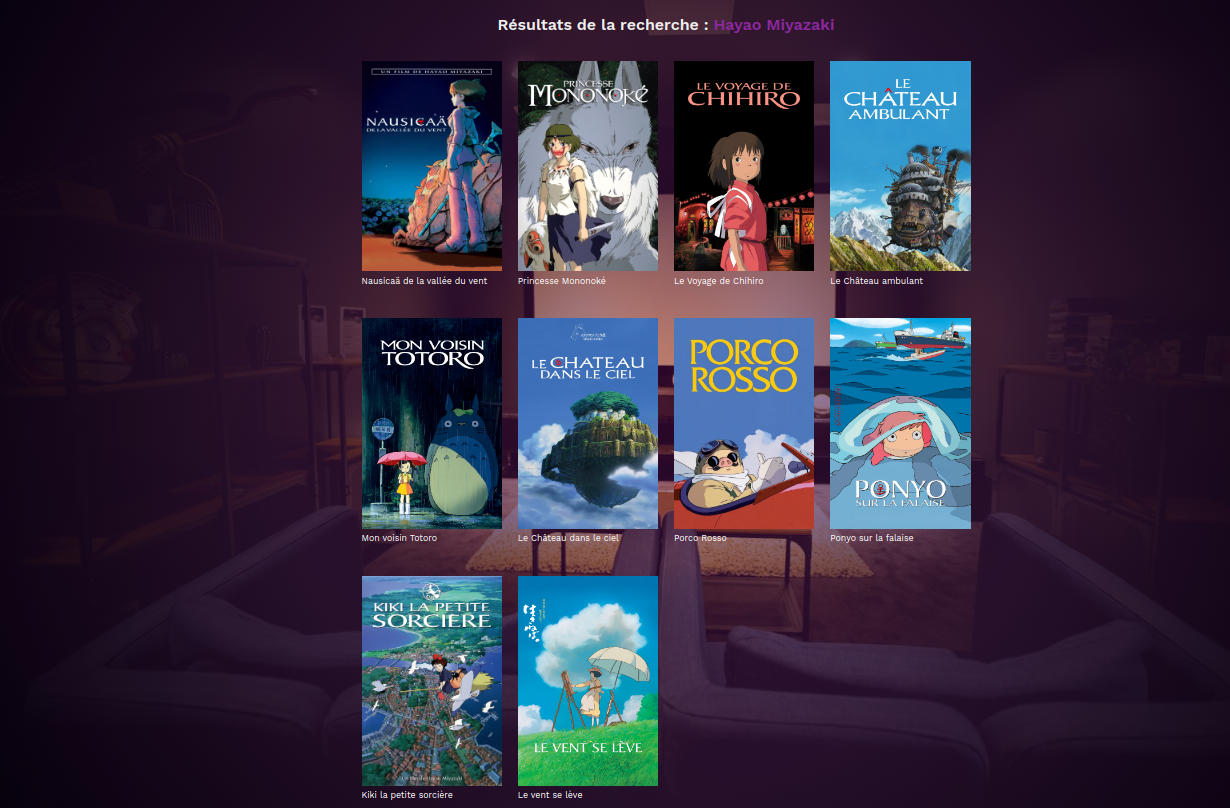 Résultats de la recherche : Hayao Miyazaki
UN FILM DE HAYAO MIYAZAKI
NAUSICAÄ
DE LA VALLÉE DU VENT
PRINCESSE
MONONOKÉ
LE VOYAGE DE
CHIHIRO
LE
CHÂTEAU
AMBULANT
Nausicaä de la vallée du vent
Princesse Mononoké
Le Voyage de Chihiro
Le Château ambulant
MON VOISIN
TOTORO
LE CHATEAU
DANS LE CIEL
PORCO
ROSSO
PONYO
SUR LA FALAISE
Mon voisin Totoro
Le Château dans le ciel
Porco Rosso
Ponyo sur la falaise
KIKI LA PETITE
SORCIÈRE
LE VENT SE LÈVE
Kiki la petite sorcière
Le vent se lève